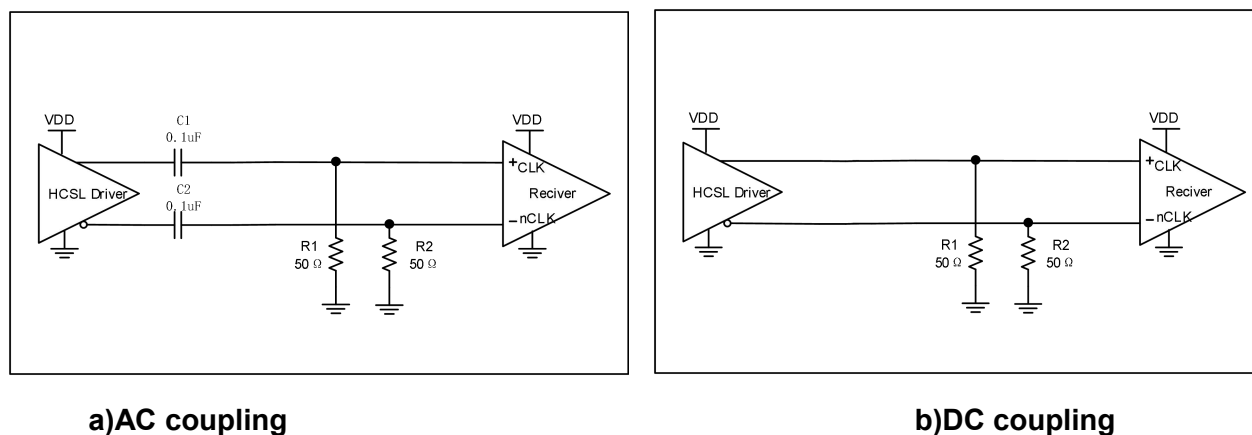 VDD
C1
0.1uF
HCSL Driver
C2
0.1uF
R1
50 Ω
R2
50 Ω
VDD
+CLK
Reciver
−nCLK
VDD
HCSL Driver
R1
50 Ω
R2
50 Ω
VDD
+CLK
Reciver
−nCLK
a)AC coupling
b)DC coupling